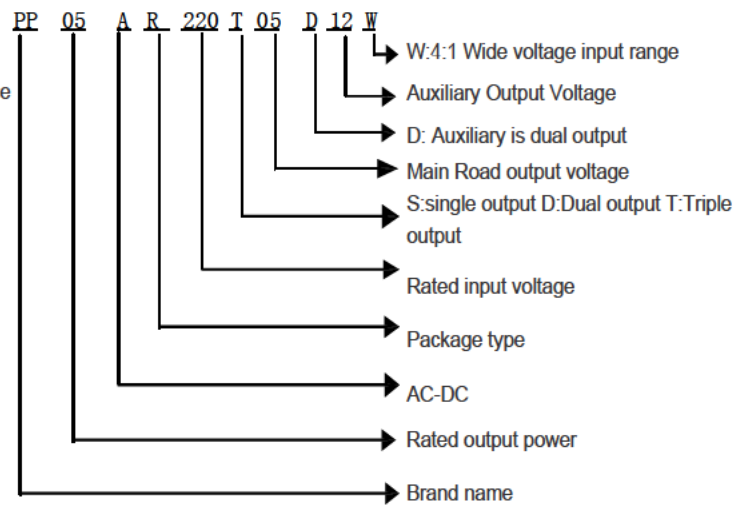 PP 05 A R 220 T 05 D 12 W
W:4:1 Wide voltage input range
e
Auxiliary Output Voltage
D: Auxiliary is dual output
Main Road output voltage
S:single output D:Dual output T:Triple
output
Rated input voltage
Package type
AC-DC
Rated output power
Brand name